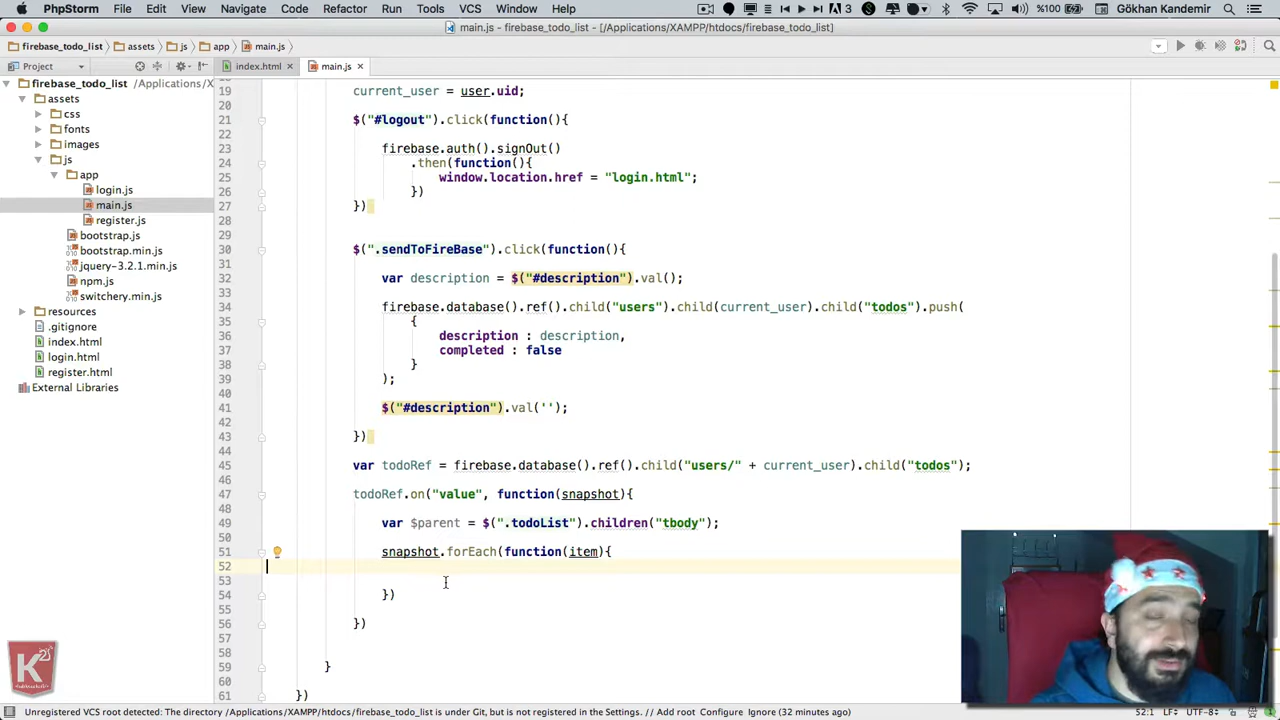 PhpStorm File Edit View Navigate Code Refactor Run Tools VCS Window Help 3 %100 Gökhan Kandemir
main.js - firebase_todo_list - [/Applications/XAMPP/htdocs/firebase_todo_list]
firebase_todo_list assets js app main.js
Project index.html main.js
firebase_todo_list /Applications/X
assets
css
fonts
images
js
app
login.js
main.js
register.js
bootstrap.js
bootstrap.min.js
jquery-3.2.1.min.js
npm.js
switchery.min.js
resources
.gitignore
index.html
login.html
register.html
External Libraries
19 current_user = user.uid;
20
21 $("#logout").click(function(){
22
23 firebase.auth().signOut()
24 .then(function(){
25 window.location.href = "login.html";
26 })
27 })
28
29
30 $(".sendToFireBase").click(function(){
31
32 var description = $("#description").val();
33
34 firebase.database().ref().child("users").child(current_user).child("todos").push(
35 {
36 description : description,
37 completed : false
38 }
39 );
40
41 $("#description").val('');
42
43 })
44
45 var todoRef = firebase.database().ref().child("users/" + current_user).child("todos");
46
47 todoRef.on("value", function(snapshot){
48
49 var $parent = $(".todoList").children("tbody");
50
51 snapshot.forEach(function(item){
52
53
54 })
55
56 })
57
58
59 }
60
61 })
K
Unregistered VCS root detected: The directory /Applications/XAMPP/htdocs/firebase_todo_list is under Git, but is not registered in the Settings. // Add root Configure Ignore (32 minutes ago) 52:1 LF÷ UTF-8÷